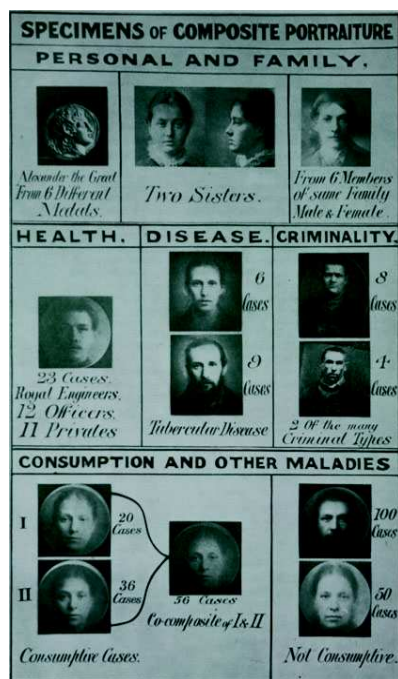 SPECIMENS OF COMPOSITE PORTRAITURE
PERSONAL AND FAMILY.
Alexander the Great
From 6 Different
Medals.
Two Sisters.
From 6 Members
of same Family
Male & Female.
HEALTH.
23 Cases.
Royal Engineers.
12 Officers.
11 Privates
DISEASE.
6
Cases
9
Cases
Tubercular Disease
CRIMINALITY.
8
Cases
4
Cases
2 Of the many
Criminal Types
CONSUMPTION AND OTHER MALADIES
I
20
Cases
II
36
Cases
56 Cases
Co-composite of I & II
Consumptive Cases.
100
Cases
50
Cases
Not Consumptive.